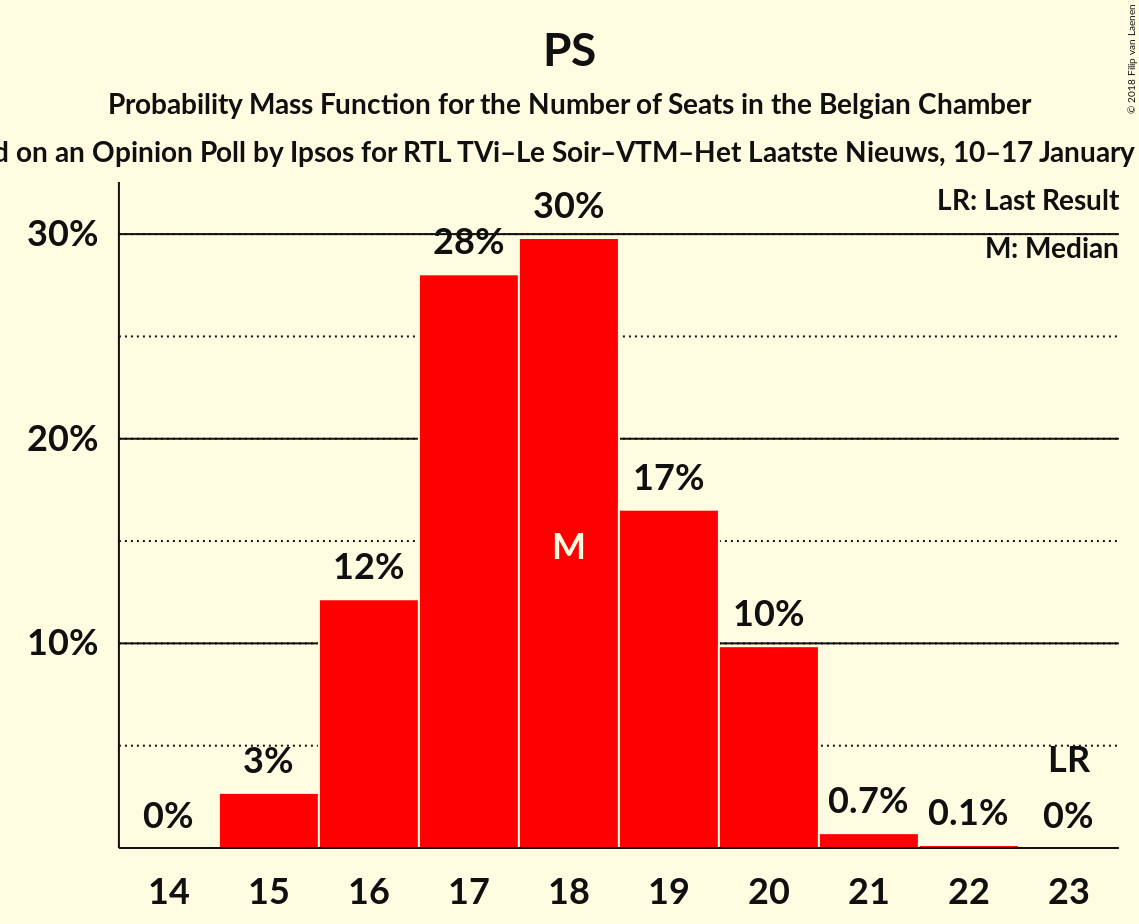 PS
Probability Mass Function for the Number of Seats in the Belgian Chamber
on an Opinion Poll by Ipsos for RTL TVi–Le Soir–VTM–Het Laatste Nieuws, 10–17 January
© 2018 Filip van Laenen
LR: Last Result
M: Median
30%
20%
10%
0%
3%
12%
28%
30%
M
17%
10%
0.7%
0.1%
LR
0%
14 15 16 17 18 19 20 21 22 23